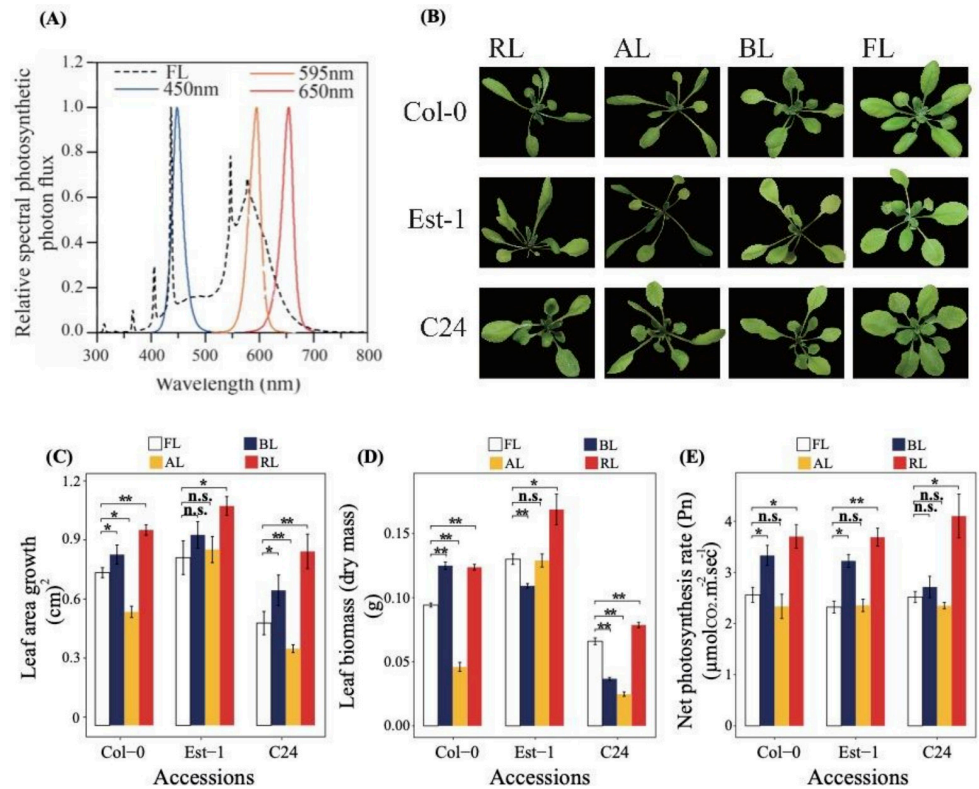 (A)
FL
595nm
450nm
650nm
Relative spectral photosynthetic
photon flux
1.2
1.0
0.8
0.6
0.4
0.2
0.0
300 400 500 600 700 800
Wavelength (nm)
(B)
RL AL BL FL
Col-0
Est-1
C24
(C)
FL BL
AL RL
Leaf area growth
(cm)2
1.2
0.9
0.6
0.3
0
** * *
* n.s. n.s.
** ** *
Col−0 Est−1 C24
Accessions
(D)
FL BL
AL RL
Leaf biomass (dry mass)
(g)
0.15
0.10
0.05
0.00
** ** **
* n.s. **
** ** **
Col−0 Est−1 C24
Accessions
(E)
FL BL
AL RL
Net photosynthesis rate (Pn)
(μmolCO2 m-2 sec-1)
4
3
2
1
0
* n.s. *
** n.s. *
* n.s. n.s.
Col−0 Est−1 C24
Accessions